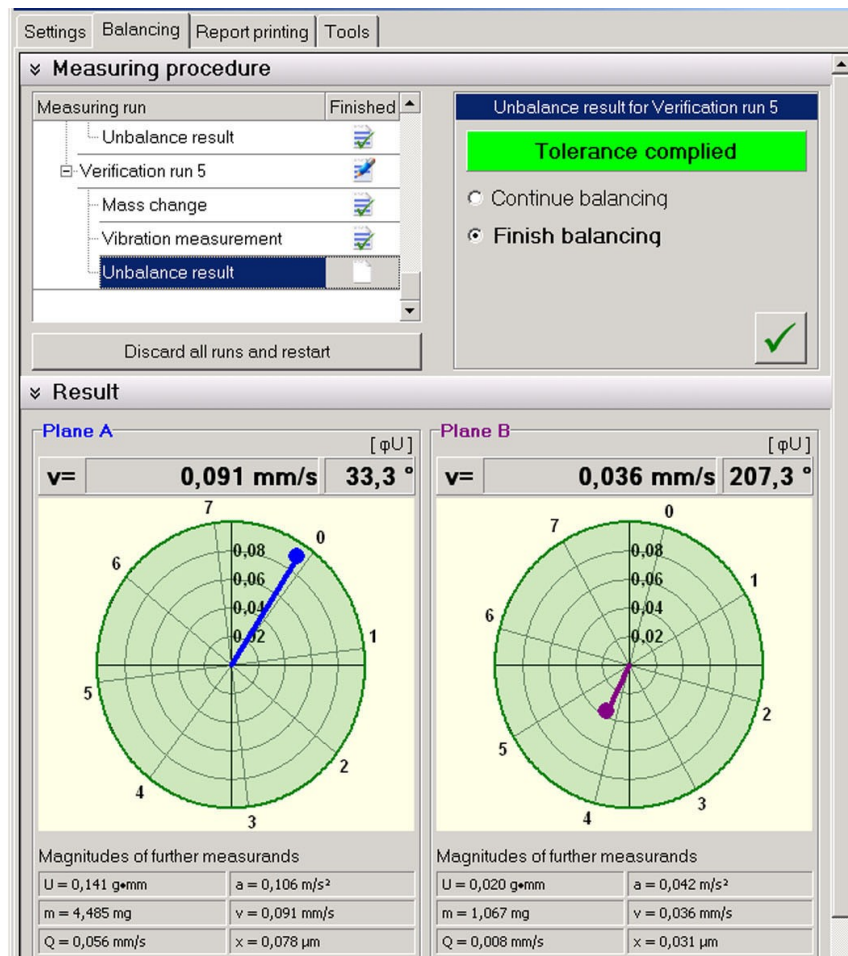 Settings Balancing Report printing Tools
Measuring procedure
Measuring run Finished
Unbalance result
Verification run 5
Mass change
Vibration measurement
Unbalance result
Discard all runs and restart
Unbalance result for Verification run 5
Tolerance complied
Continue balancing
Finish balancing
Result
Plane A
[φU]
v= 0,091 mm/s 33,3 °
7
0
6
1
5
2
4
3
0,08
0,06
0,04
0,02
Magnitudes of further measurands
U = 0,141 g•mm a = 0,106 m/s²
m = 4,485 mg v = 0,091 mm/s
Q = 0,056 mm/s x = 0,078 µm
Plane B
[φU]
v= 0,036 mm/s 207,3 °
0
7
1
6
2
5
3
4
0,08
0,06
0,04
0,02
Magnitudes of further measurands
U = 0,020 g•mm a = 0,042 m/s²
m = 1,067 mg v = 0,036 mm/s
Q = 0,008 mm/s x = 0,031 µm